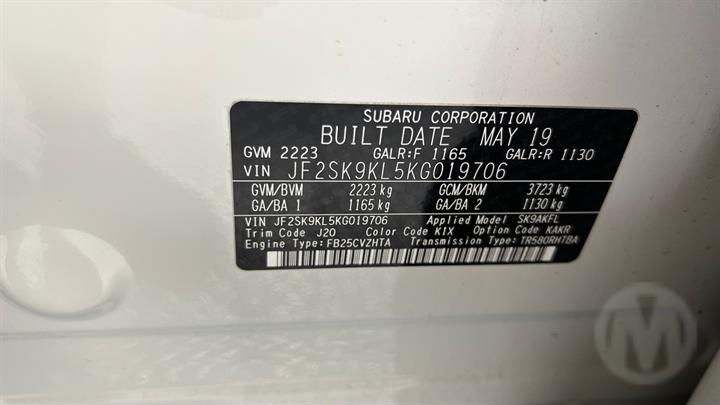 SUBARU CORPORATION
BUILT DATE MAY 19
GVM 2223 GALR:F 1165 GALR:R 1130
VIN JF2SK9KL5KG019706
GVM/BVM 2223 kg GCM/BKM 3723 kg
GA/BA 1 1165 kg GA/BA 2 1130 kg
VIN JF2SK9KL5KG019706 Applied Model SK9AKFL
Trim Code J20 Color Code K1X Option Code KAKR
Engine Type: FB25CVZHTA Transmission Type: TR580RHTBA
M